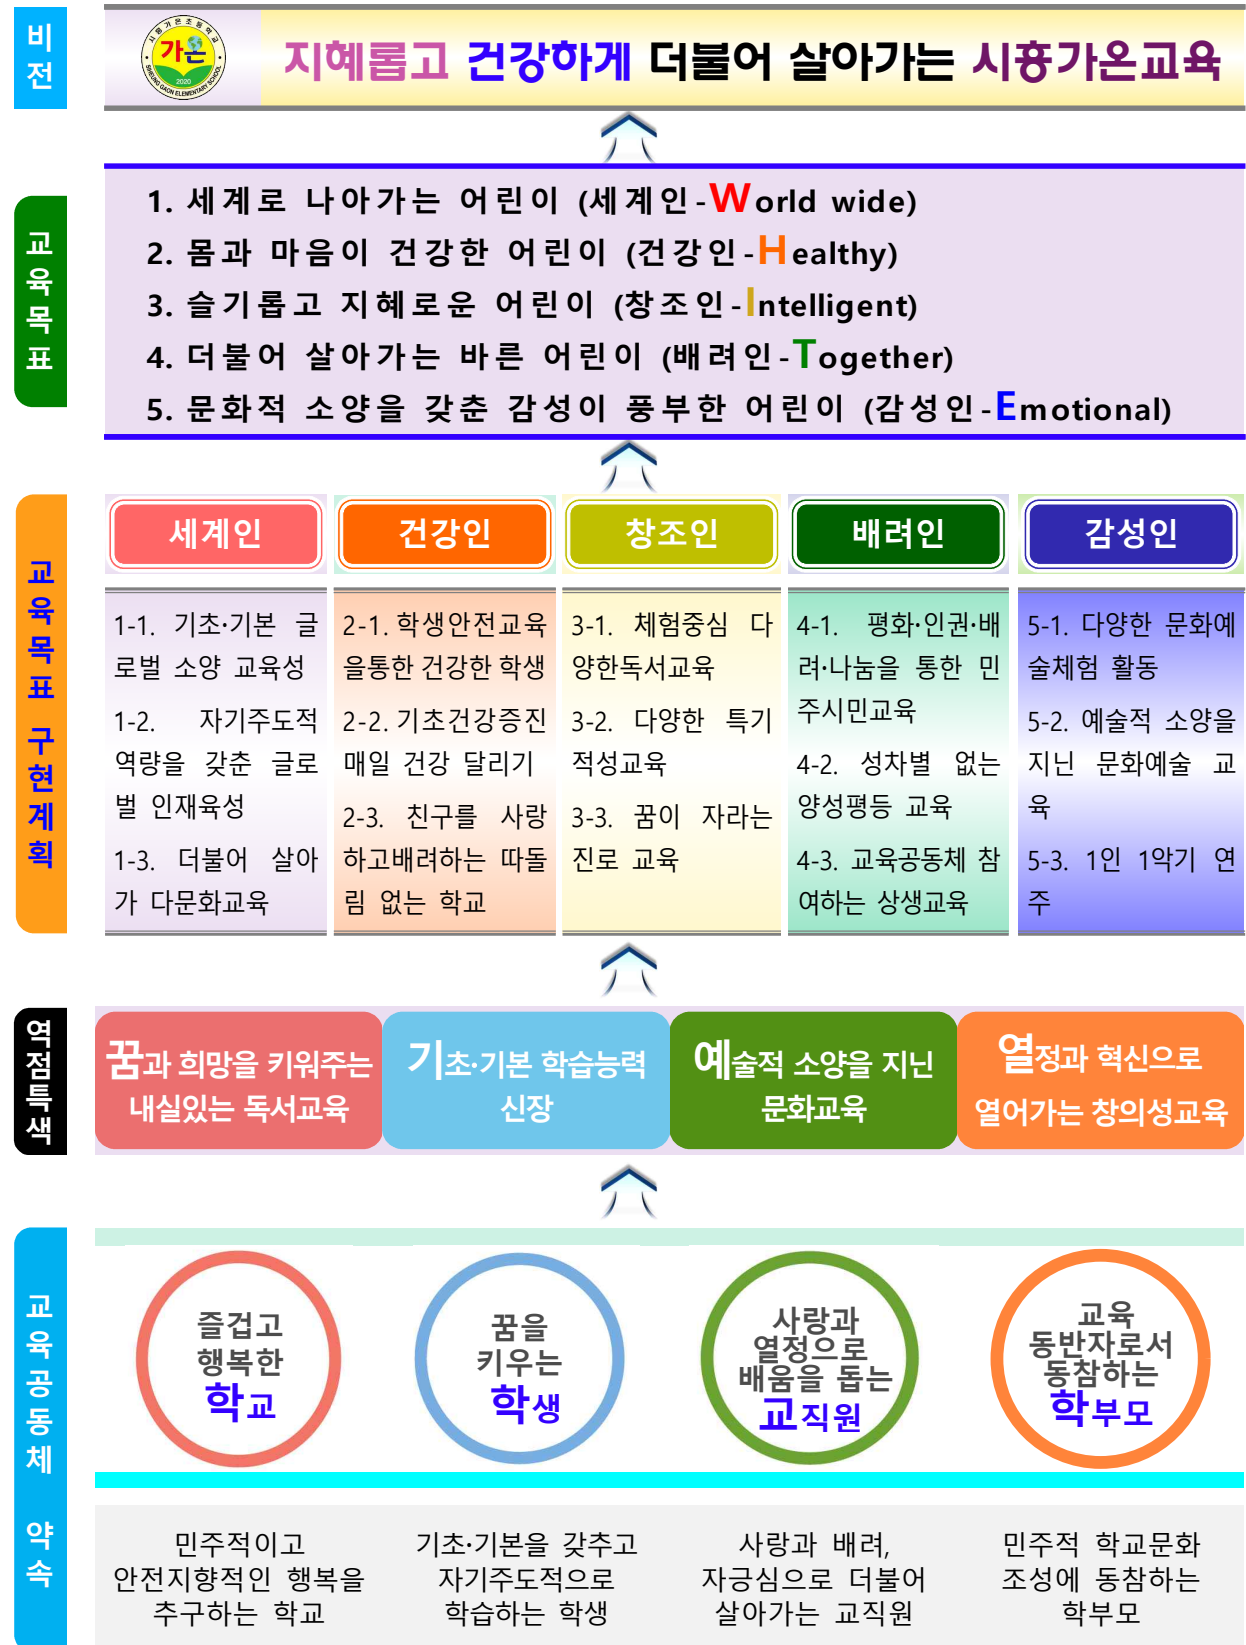 비전
시흥가온초등학교
가온
2020
SIHEUNG GAON ELEMENTARY SCHOOL
지혜롭고 건강하게 더불어 살아가는 시흥가온교육
교육목표
1. 세계로 나아가는 어린이 (세계인-World wide)
2. 몸과 마음이 건강한 어린이 (건강인-Healthy)
3. 슬기롭고 지혜로운 어린이 (창조인-Intelligent)
4. 더불어 살아가는 바른 어린이 (배려인-Together)
5. 문화적 소양을 갖춘 감성이 풍부한 어린이 (감성인-Emotional)
교육목표 구현계획
세계인
1-1. 기초·기본 글
로벌 소양 교육성
1-2. 자기주도적
역량을 갖춘 글로
벌 인재육성
1-3. 더불어 살아
가 다문화교육
건강인
2-1. 학생안전교육
을통한 건강한 학생
2-2. 기초건강증진
매일 건강 달리기
2-3. 친구를 사랑
하고배려하는 따돌
림 없는 학교
창조인
3-1. 체험중심 다
양한독서교육
3-2. 다양한 특기
적성교육
3-3. 꿈이 자라는
진로 교육
배려인
4-1. 평화·인권·배
려·나눔을 통한 민
주시민교육
4-2. 성차별 없는
양성평등 교육
4-3. 교육공동체 참
여하는 상생교육
감성인
5-1. 다양한 문화예
술체험 활동
5-2. 예술적 소양을
지닌 문화예술 교
육
5-3. 1인 1악기 연
주
역점특색
꿈과 희망을 키워주는
내실있는 독서교육
기초·기본 학습능력
신장
예술적 소양을 지닌
문화교육
열정과 혁신으로
열어가는 창의성교육
교육공동체 약속
즐겁고
행복한
학교
꿈을
키우는
학생
사랑과
열정으로
배움을 돕는
교직원
교육
동반자로서
동참하는
학부모
민주적이고
안전지향적인 행복을
추구하는 학교
기초·기본을 갖추고
자기주도적으로
학습하는 학생
사랑과 배려,
자긍심으로 더불어
살아가는 교직원
민주적 학교문화
조성에 동참하는
학부모